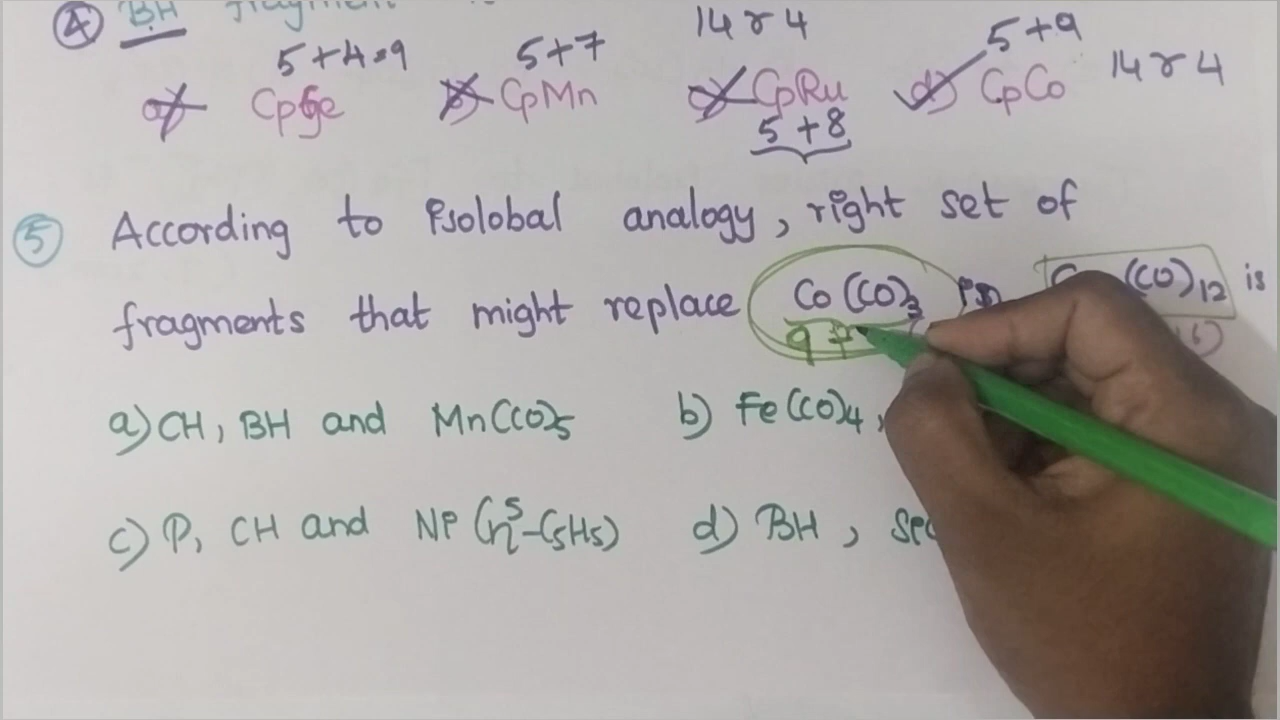 ④ BH fragment
5+4=9 5+7 14 r 4 5+9
a) CpGe b) CpMn c) CpRu d) CpCo 14 r 4
5+8
⑤ According to Isolobal analogy, right set of
fragments that might replace Co(CO)3 in (CO)12 is
9
a) CH, BH and Mn(CO)5 b) Fe(CO)4,
c) P, CH and Ni(η5-C5H5) d) BH,